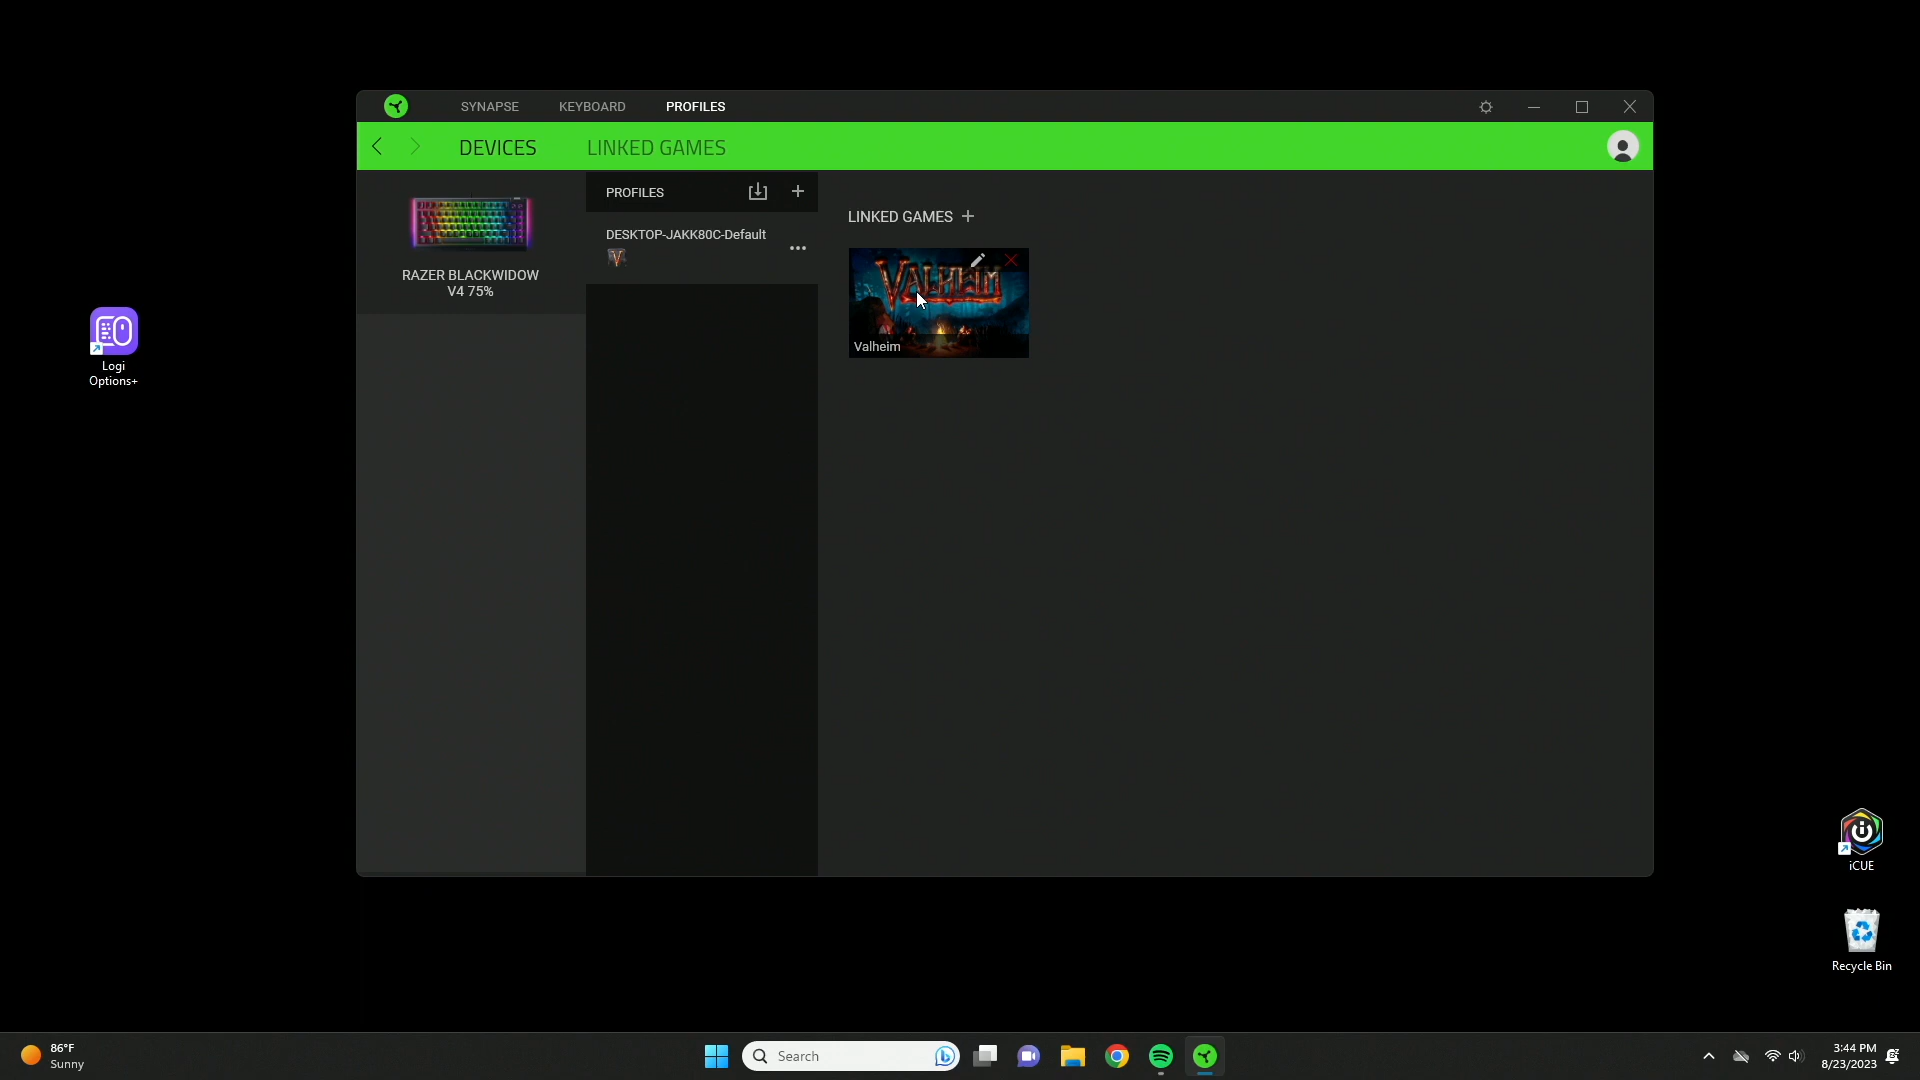 SYNAPSE
KEYBOARD
PROFILES
DEVICES
LINKED GAMES
RAZER BLACKWIDOW
V4 75%
PROFILES
DESKTOP-JAKK80C-Default
LINKED GAMES
VALHEIM
Valheim
Logi
Options+
iCUE
Recycle Bin
86°F
Sunny
Search
3:44 PM
8/23/2023